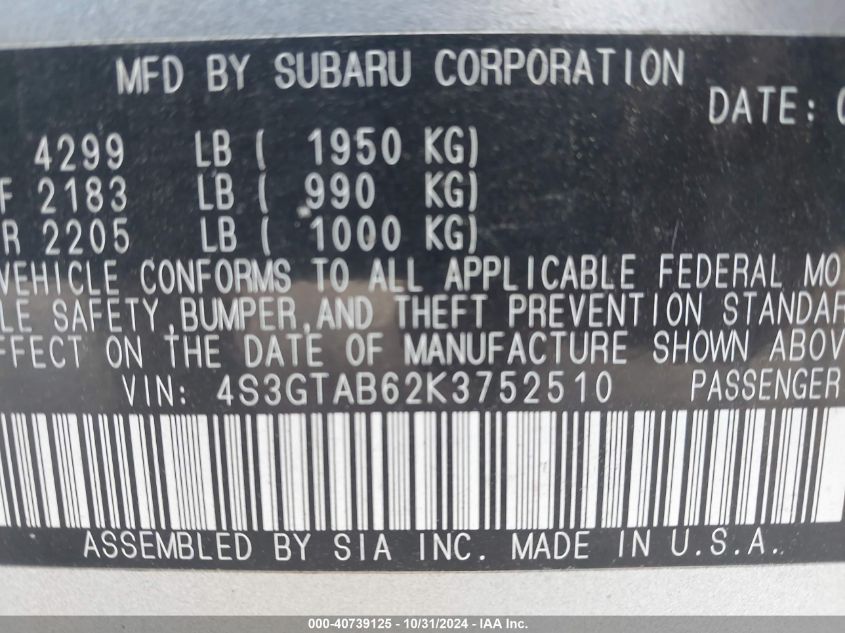 MFD BY SUBARU CORPORATION
DATE: 0
4299 LB ( 1950 KG)
F 2183 LB ( 990 KG)
R 2205 LB ( 1000 KG)
VEHICLE CONFORMS TO ALL APPLICABLE FEDERAL MO
LE SAFETY,BUMPER,AND THEFT PREVENTION STANDAR
FFECT ON THE DATE OF MANUFACTURE SHOWN ABOV
VIN: 4S3GTAB62K3752510 PASSENGER
ASSEMBLED BY SIA INC. MADE IN U.S.A.
000-40739125 - 10/31/2024 - IAA Inc.